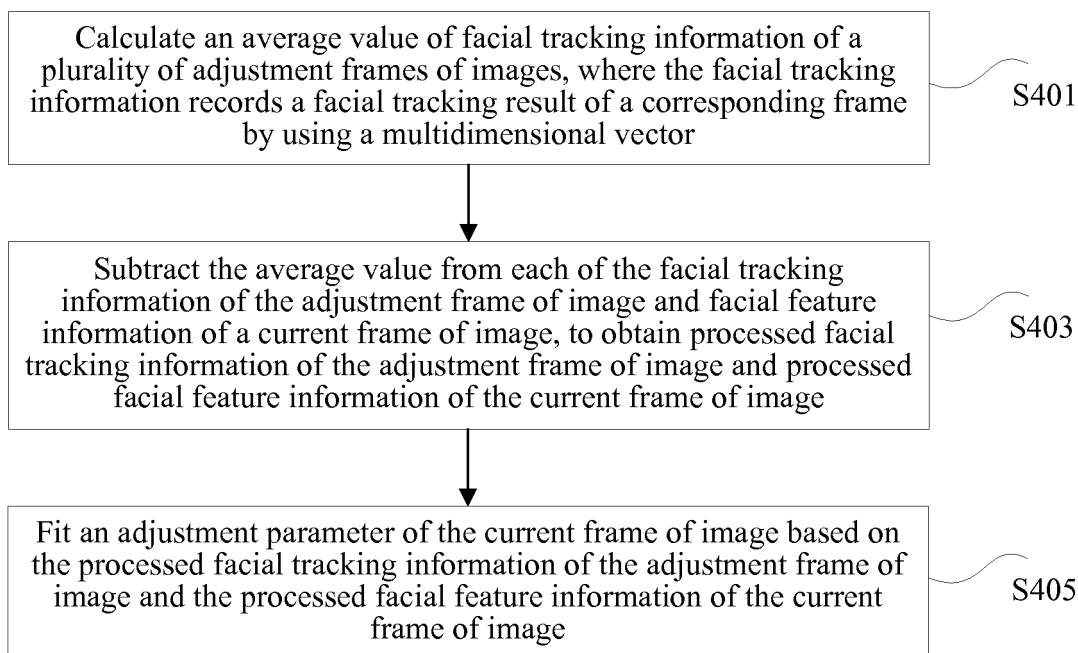 Calculate an average value of facial tracking information of a
plurality of adjustment frames of images, where the facial tracking
information records a facial tracking result of a corresponding frame
by using a multidimensional vector
S401
Subtract the average value from each of the facial tracking
information of the adjustment frame of image and facial feature
information of a current frame of image, to obtain processed facial
tracking information of the adjustment frame of image and processed
facial feature information of the current frame of image
S403
Fit an adjustment parameter of the current frame of image based on
the processed facial tracking information of the adjustment frame of
image and the processed facial feature information of the current
frame of image
S405